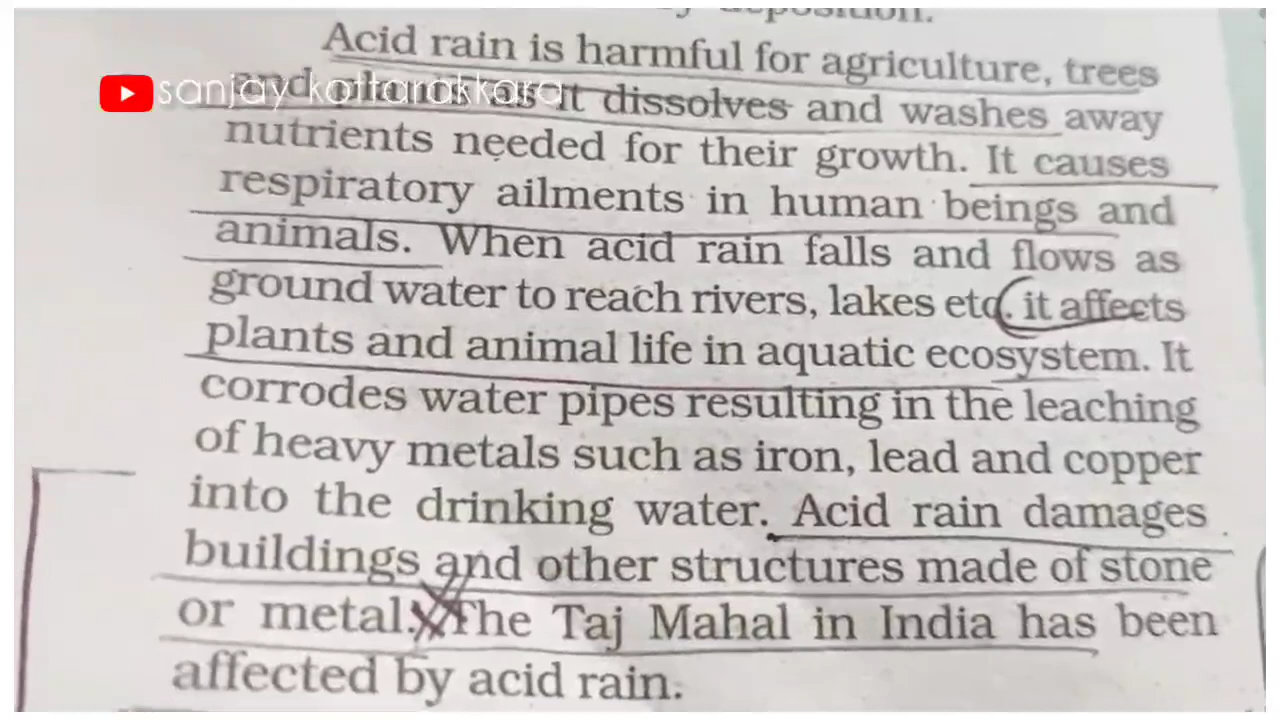 by deposition.
Acid rain is harmful for agriculture, trees
sanjay kottarakkara
and plants as it dissolves and washes away
nutrients needed for their growth. It causes
respiratory ailments in human beings and
animals. When acid rain falls and flows as
ground water to reach rivers, lakes etc. it affects
plants and animal life in aquatic ecosystem. It
corrodes water pipes resulting in the leaching
of heavy metals such as iron, lead and copper
into the drinking water. Acid rain damages
buildings and other structures made of stone
or metal. The Taj Mahal in India has been
affected by acid rain.